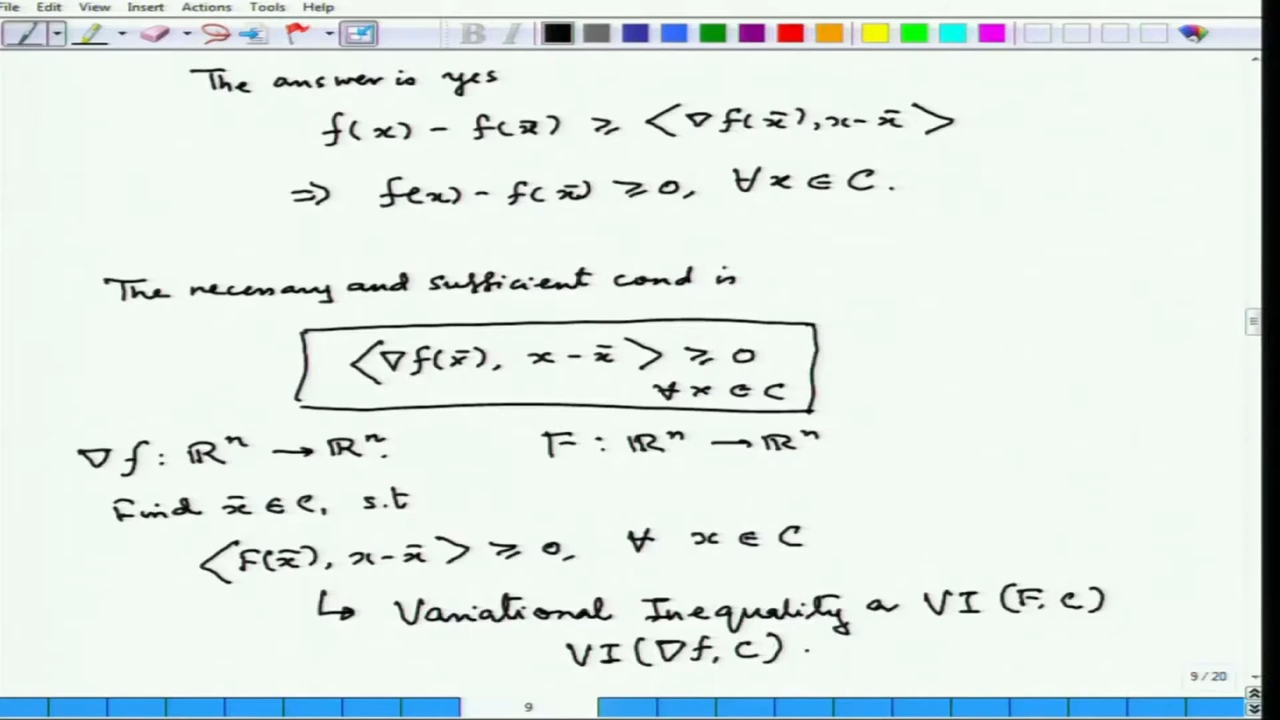 File Edit View Insert Actions Tools Help
B I
The answer is yes
f(x) - f(x̄) ≥ ⟨∇f(x̄), x-x̄⟩
⇒ f(x) - f(x̄) ≥ 0, ∀x ∈ C.
The necessary and sufficient cond is
⟨∇f(x̄), x-x̄⟩ ≥ 0
∀x ∈ C
∇f: ℝⁿ → ℝⁿ. F: ℝⁿ → ℝⁿ
Find x̄ ∈ C, s.t
⟨F(x̄), x-x̄⟩ ≥ 0, ∀ x ∈ C
↳ Variational Inequality a VI(F, C)
VI(∇f, C).
9 / 20
9